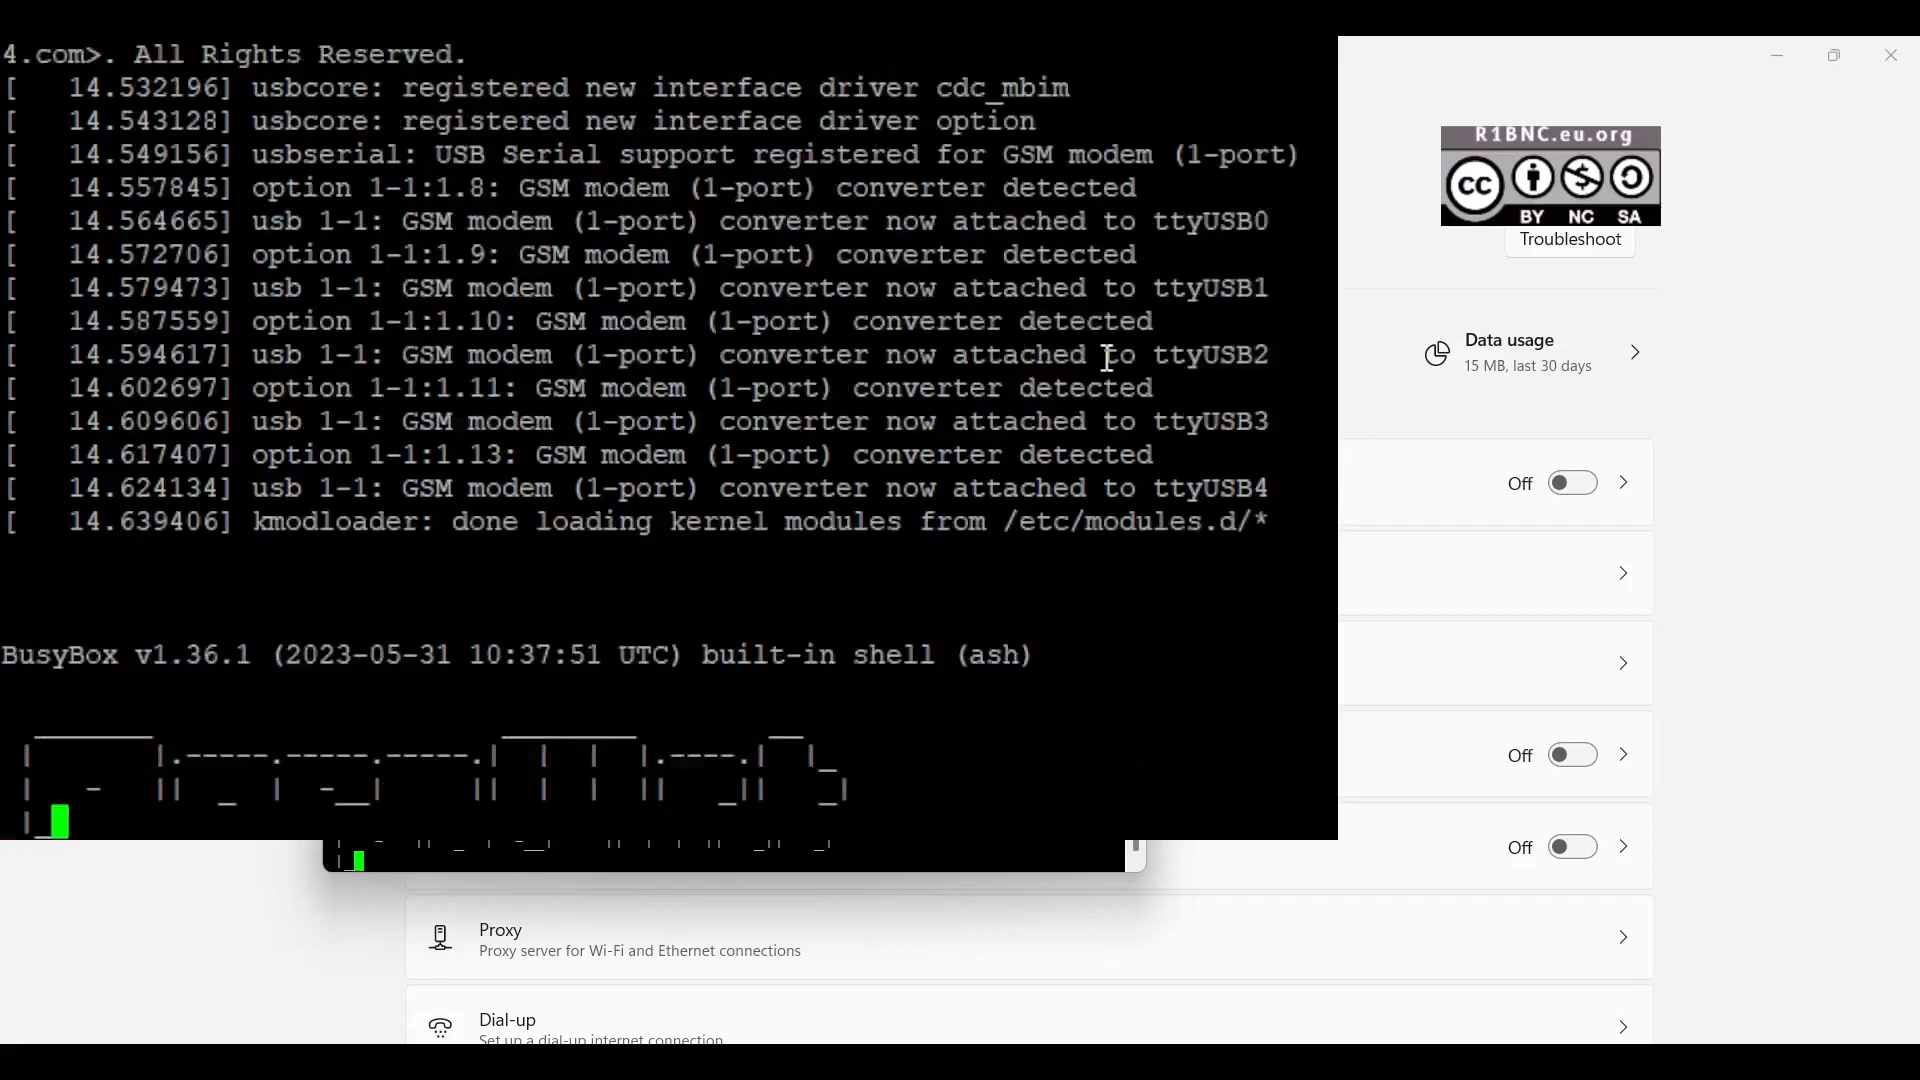 4.com>. All Rights Reserved.
[   14.532196] usbcore: registered new interface driver cdc_mbim
[   14.543128] usbcore: registered new interface driver option
[   14.549156] usbserial: USB Serial support registered for GSM modem (1-port)
[   14.557845] option 1-1:1.8: GSM modem (1-port) converter detected
[   14.564665] usb 1-1: GSM modem (1-port) converter now attached to ttyUSB0
[   14.572706] option 1-1:1.9: GSM modem (1-port) converter detected
[   14.579473] usb 1-1: GSM modem (1-port) converter now attached to ttyUSB1
[   14.587559] option 1-1:1.10: GSM modem (1-port) converter detected
[   14.594617] usb 1-1: GSM modem (1-port) converter now attached to ttyUSB2
[   14.602697] option 1-1:1.11: GSM modem (1-port) converter detected
[   14.609606] usb 1-1: GSM modem (1-port) converter now attached to ttyUSB3
[   14.617407] option 1-1:1.13: GSM modem (1-port) converter detected
[   14.624134] usb 1-1: GSM modem (1-port) converter now attached to ttyUSB4
[   14.639406] kmodloader: done loading kernel modules from /etc/modules.d/*
BusyBox v1.36.1 (2023-05-31 10:37:51 UTC) built-in shell (ash)
R1BNC.eu.org
CC
BY NC SA
Troubleshoot
Data usage
15 MB, last 30 days
Off
Off
Off
Proxy
Proxy server for Wi-Fi and Ethernet connections
Dial-up
Set up a dial-up internet connection